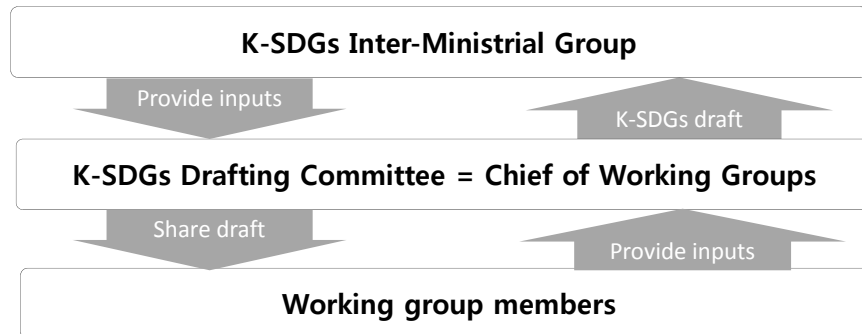 K-SDGs Inter-Ministrial Group
Provide inputs
K-SDGs draft
K-SDGs Drafting Committee = Chief of Working Groups
Share draft
Provide inputs
Working group members